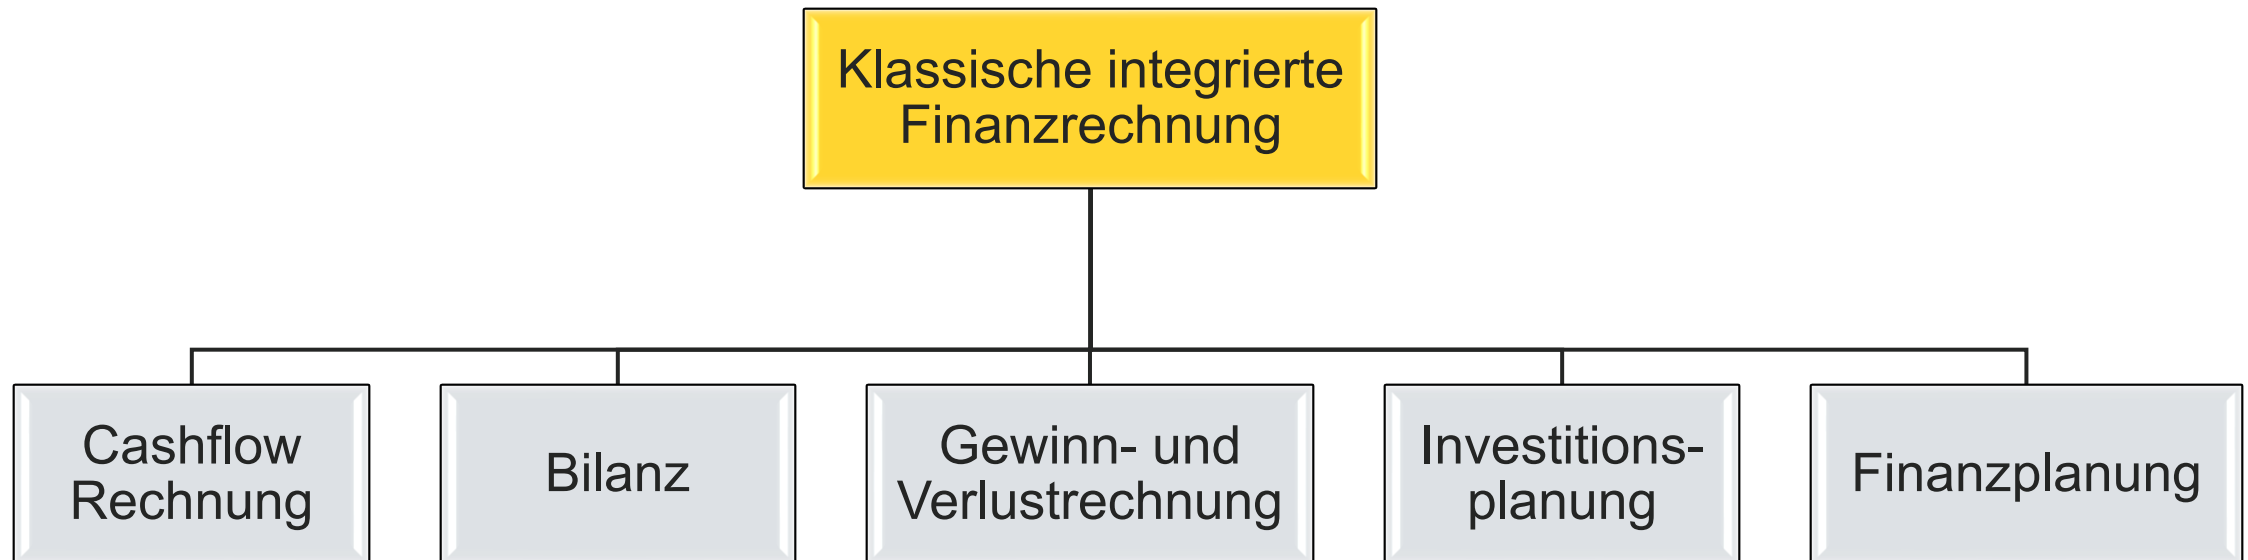 Klassische integrierte
Finanzrechnung
Cashflow
Rechnung
Bilanz
Gewinn- und
Verlustrechnung
Investitions-
planung
Finanzplanung